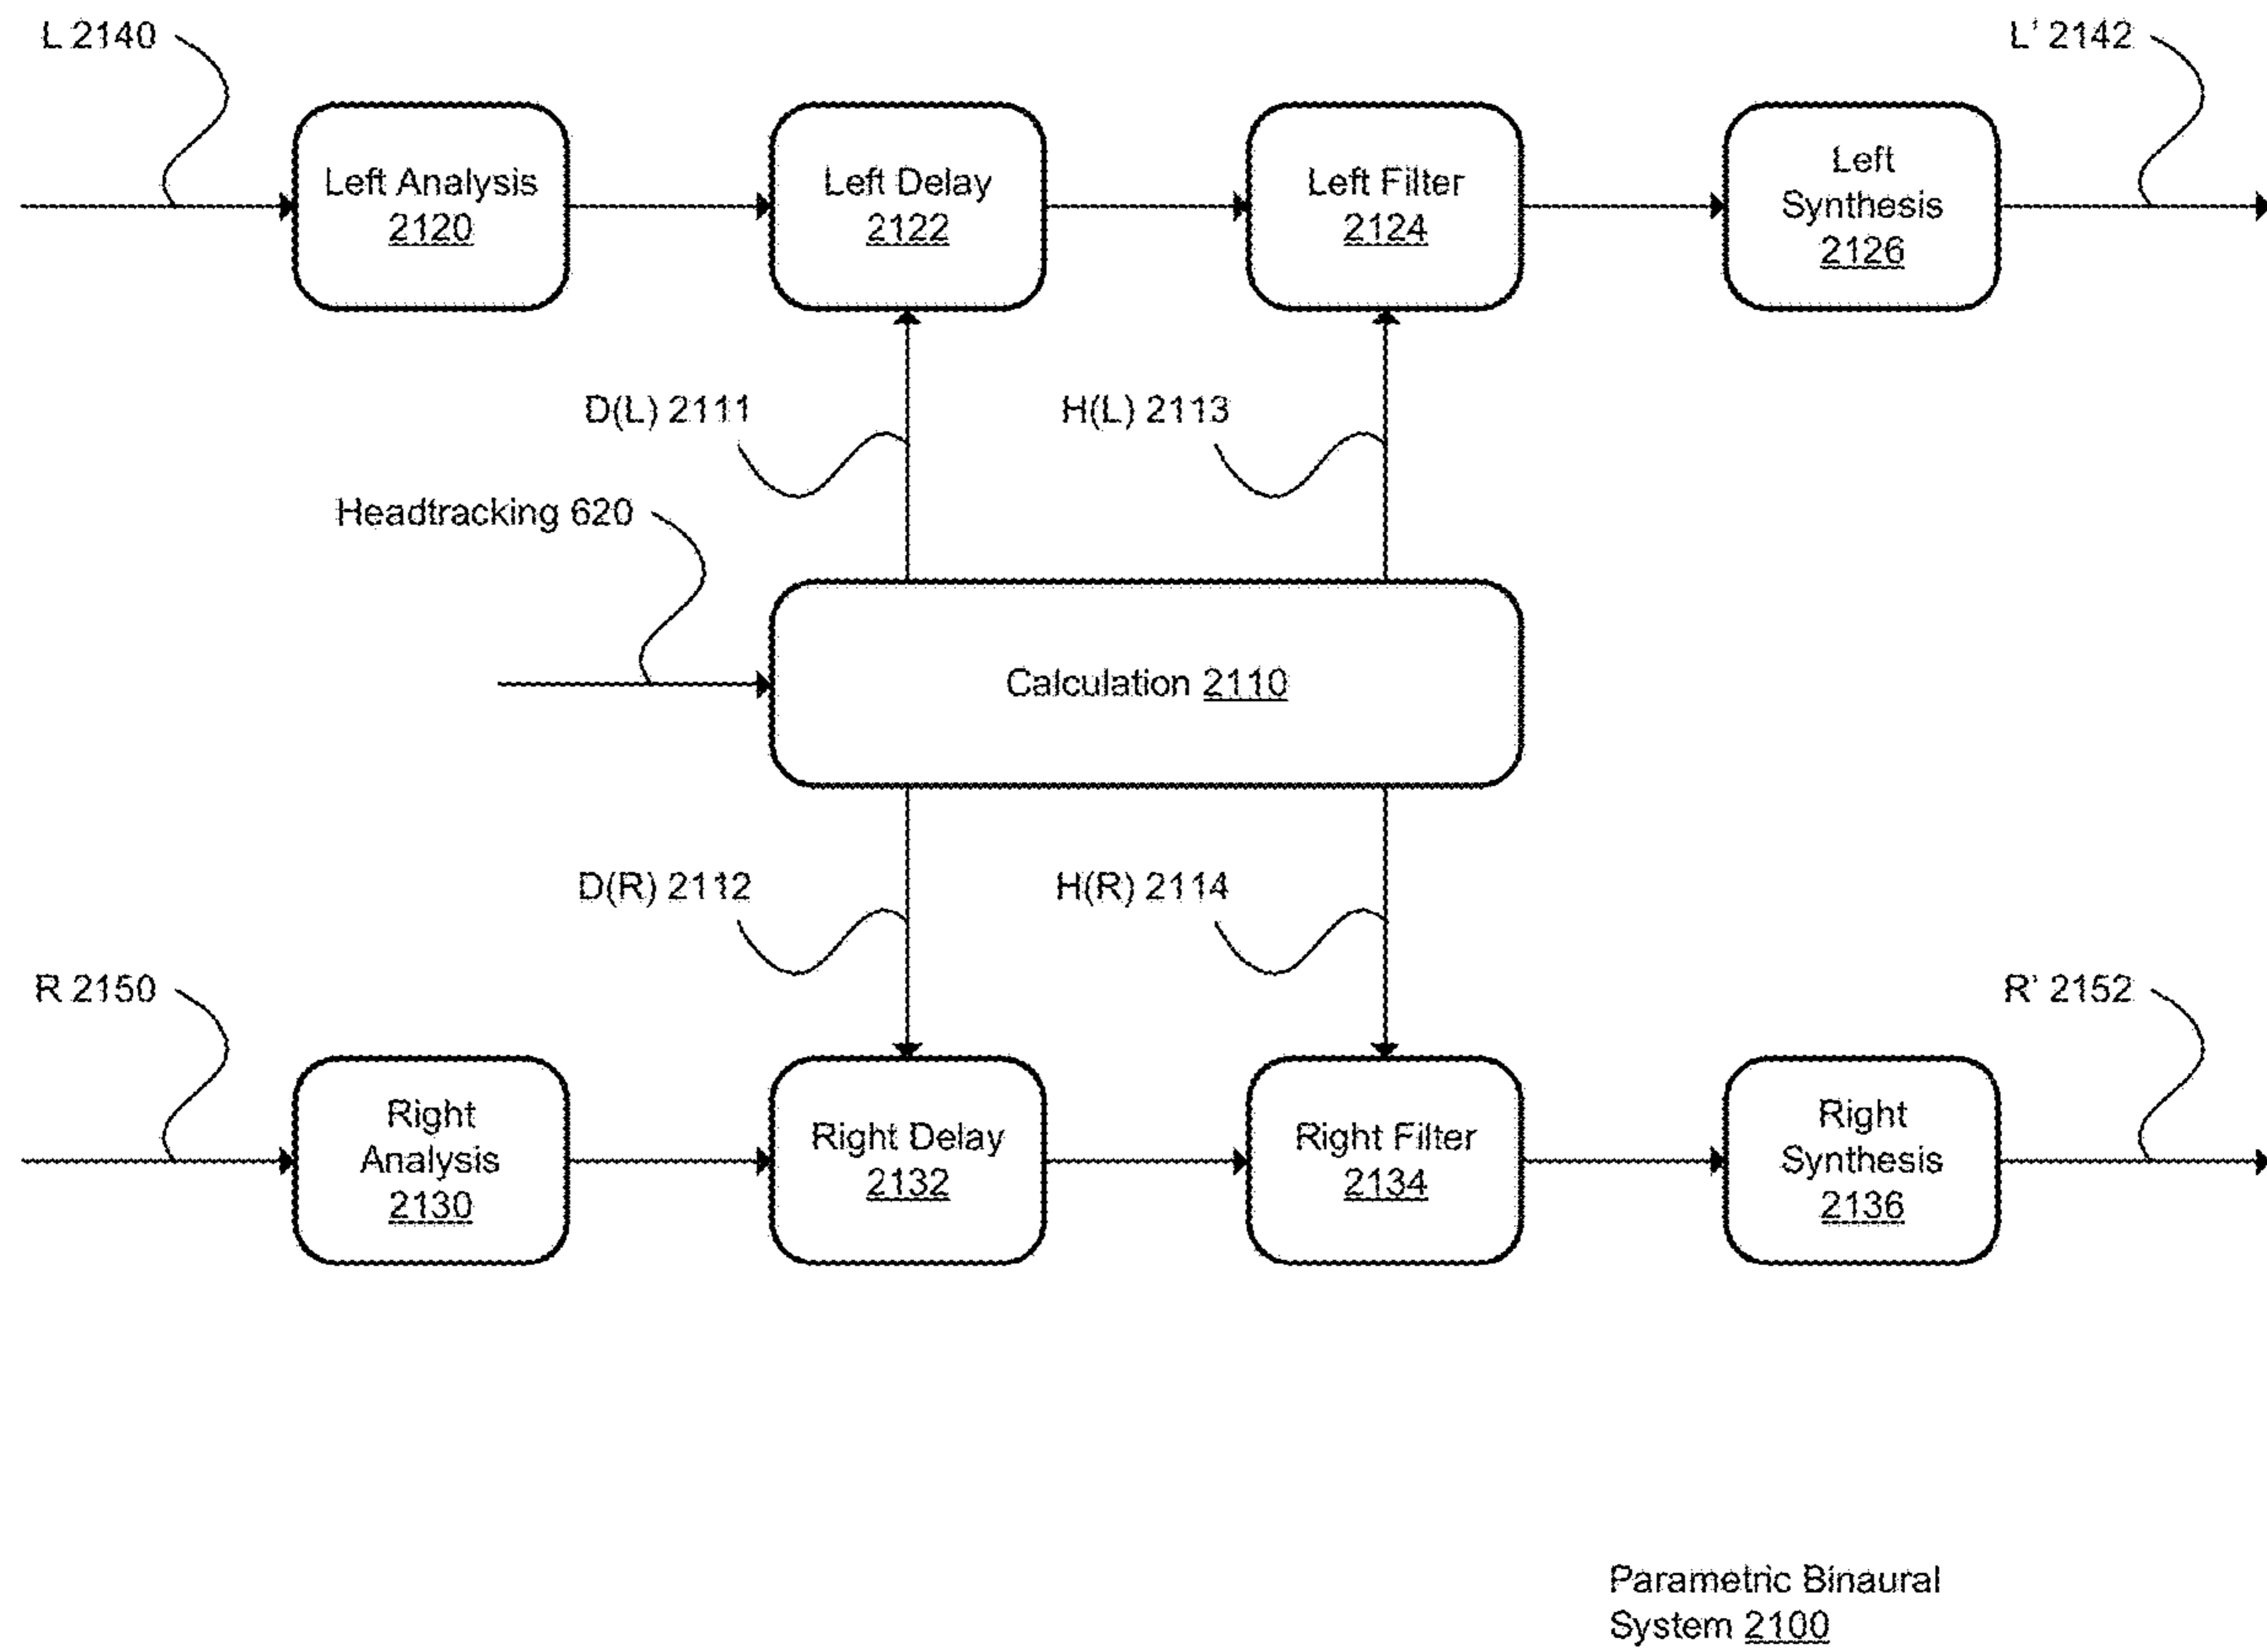 L 2140
L' 2142
Left Analysis
2120
Left Delay
2122
Left Filter
2124
Left
Synthesis
2126
D(L) 2111
H(L) 2113
Headtracking 620
Calculation 2110
D(R) 2112
H(R) 2114
R 2150
R' 2152
Right
Analysis
2130
Right Delay
2132
Right Filter
2134
Right
Synthesis
2136
Parametric Binaural
System 2100